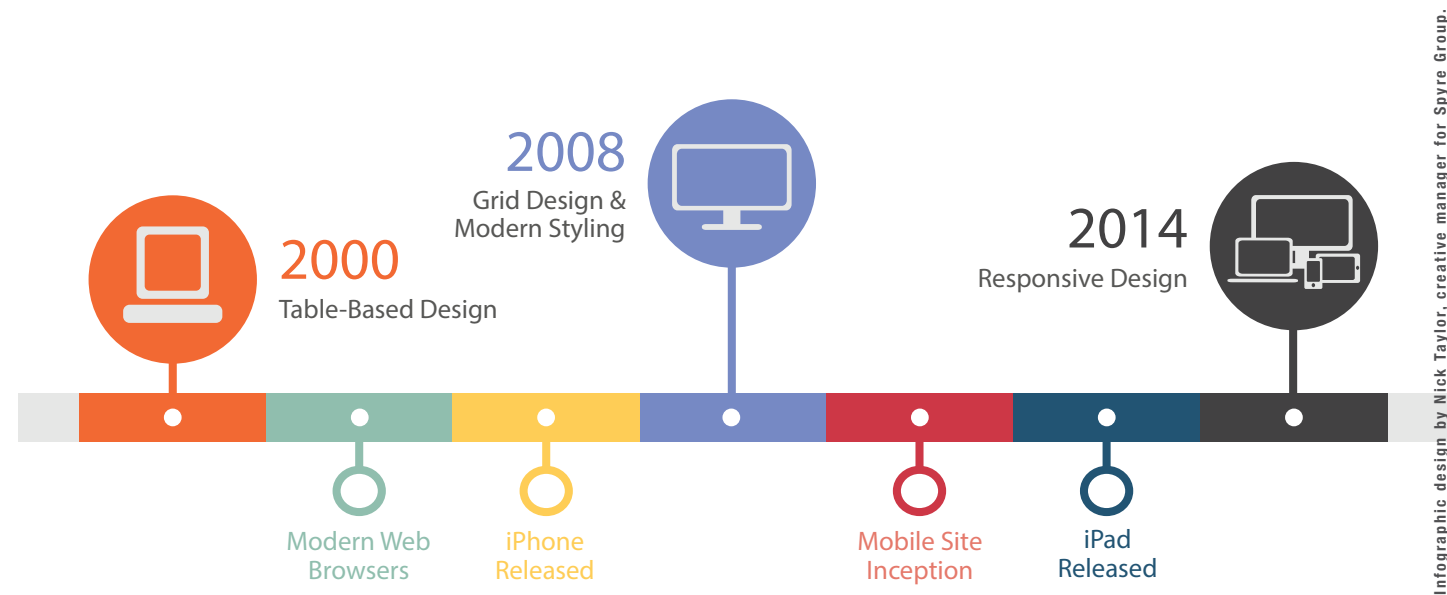 2000
Table-Based Design
2008
Grid Design &
Modern Styling
2014
Responsive Design
Modern Web
Browsers
iPhone
Released
Mobile Site
Inception
iPad
Released
Infographic design by Nick Taylor, creative manager for Spyre Group.